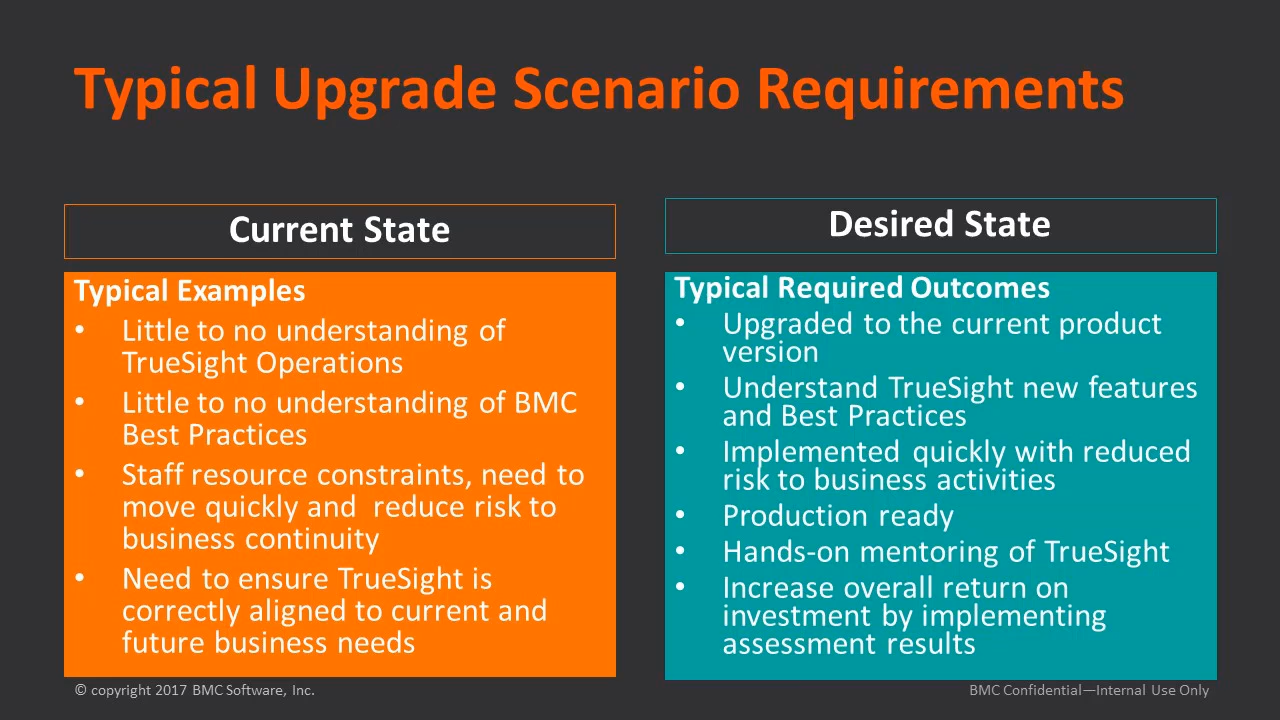 Typical Upgrade Scenario Requirements
Current State
Typical Examples
• Little to no understanding of
TrueSight Operations
• Little to no understanding of BMC
Best Practices
• Staff resource constraints, need to
move quickly and  reduce risk to
business continuity
• Need to ensure TrueSight is
correctly aligned to current and
future business needs
Desired State
Typical Required Outcomes
• Upgraded to the current product
version
• Understand TrueSight new features
and Best Practices
• Implemented quickly with reduced
risk to business activities
• Production ready
• Hands-on mentoring of TrueSight
• Increase overall return on
investment by implementing
assessment results
© copyright 2017 BMC Software, Inc.
BMC Confidential—Internal Use Only